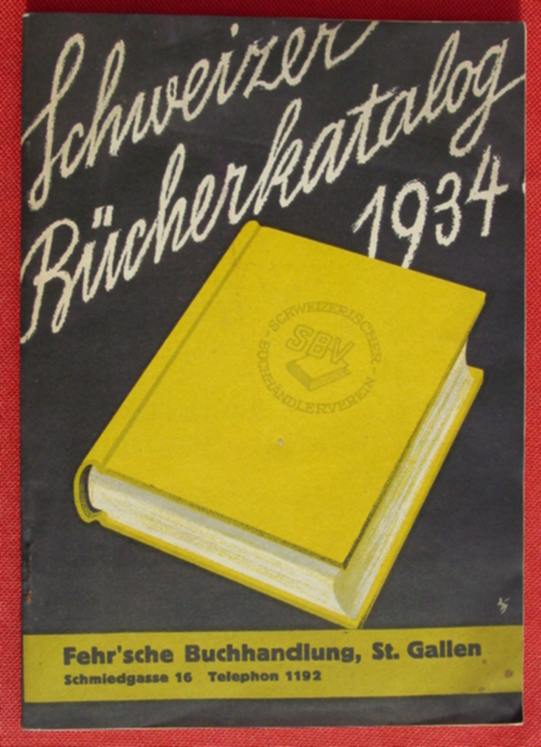 Schweizer
Bücherkatalog
1934
- SCHWEIZERISCHER -
SBV
BUCHHÄNDLERVEREIN
Fehr'sche Buchhandlung, St. Gallen
Schmiedgasse 16 Telephon 1192